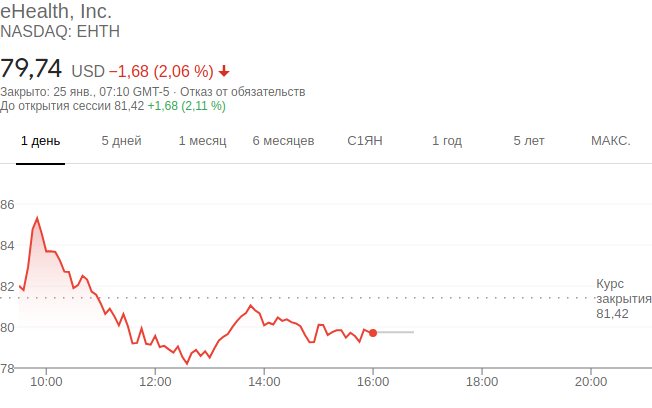 eHealth, Inc.
NASDAQ: EHTH
79,74 USD −1,68 (2,06 %)
Закрыто: 25 янв., 07:10 GMT-5 · Отказ от обязательств
До открытия сессии 81,42 +1,68 (2,11 %)
1 день 5 дней 1 месяц 6 месяцев С1ЯН 1 год 5 лет МАКС.
86
84
82
80
78
Курс
закрытия
81,42
10:00 12:00 14:00 16:00 18:00 20:00